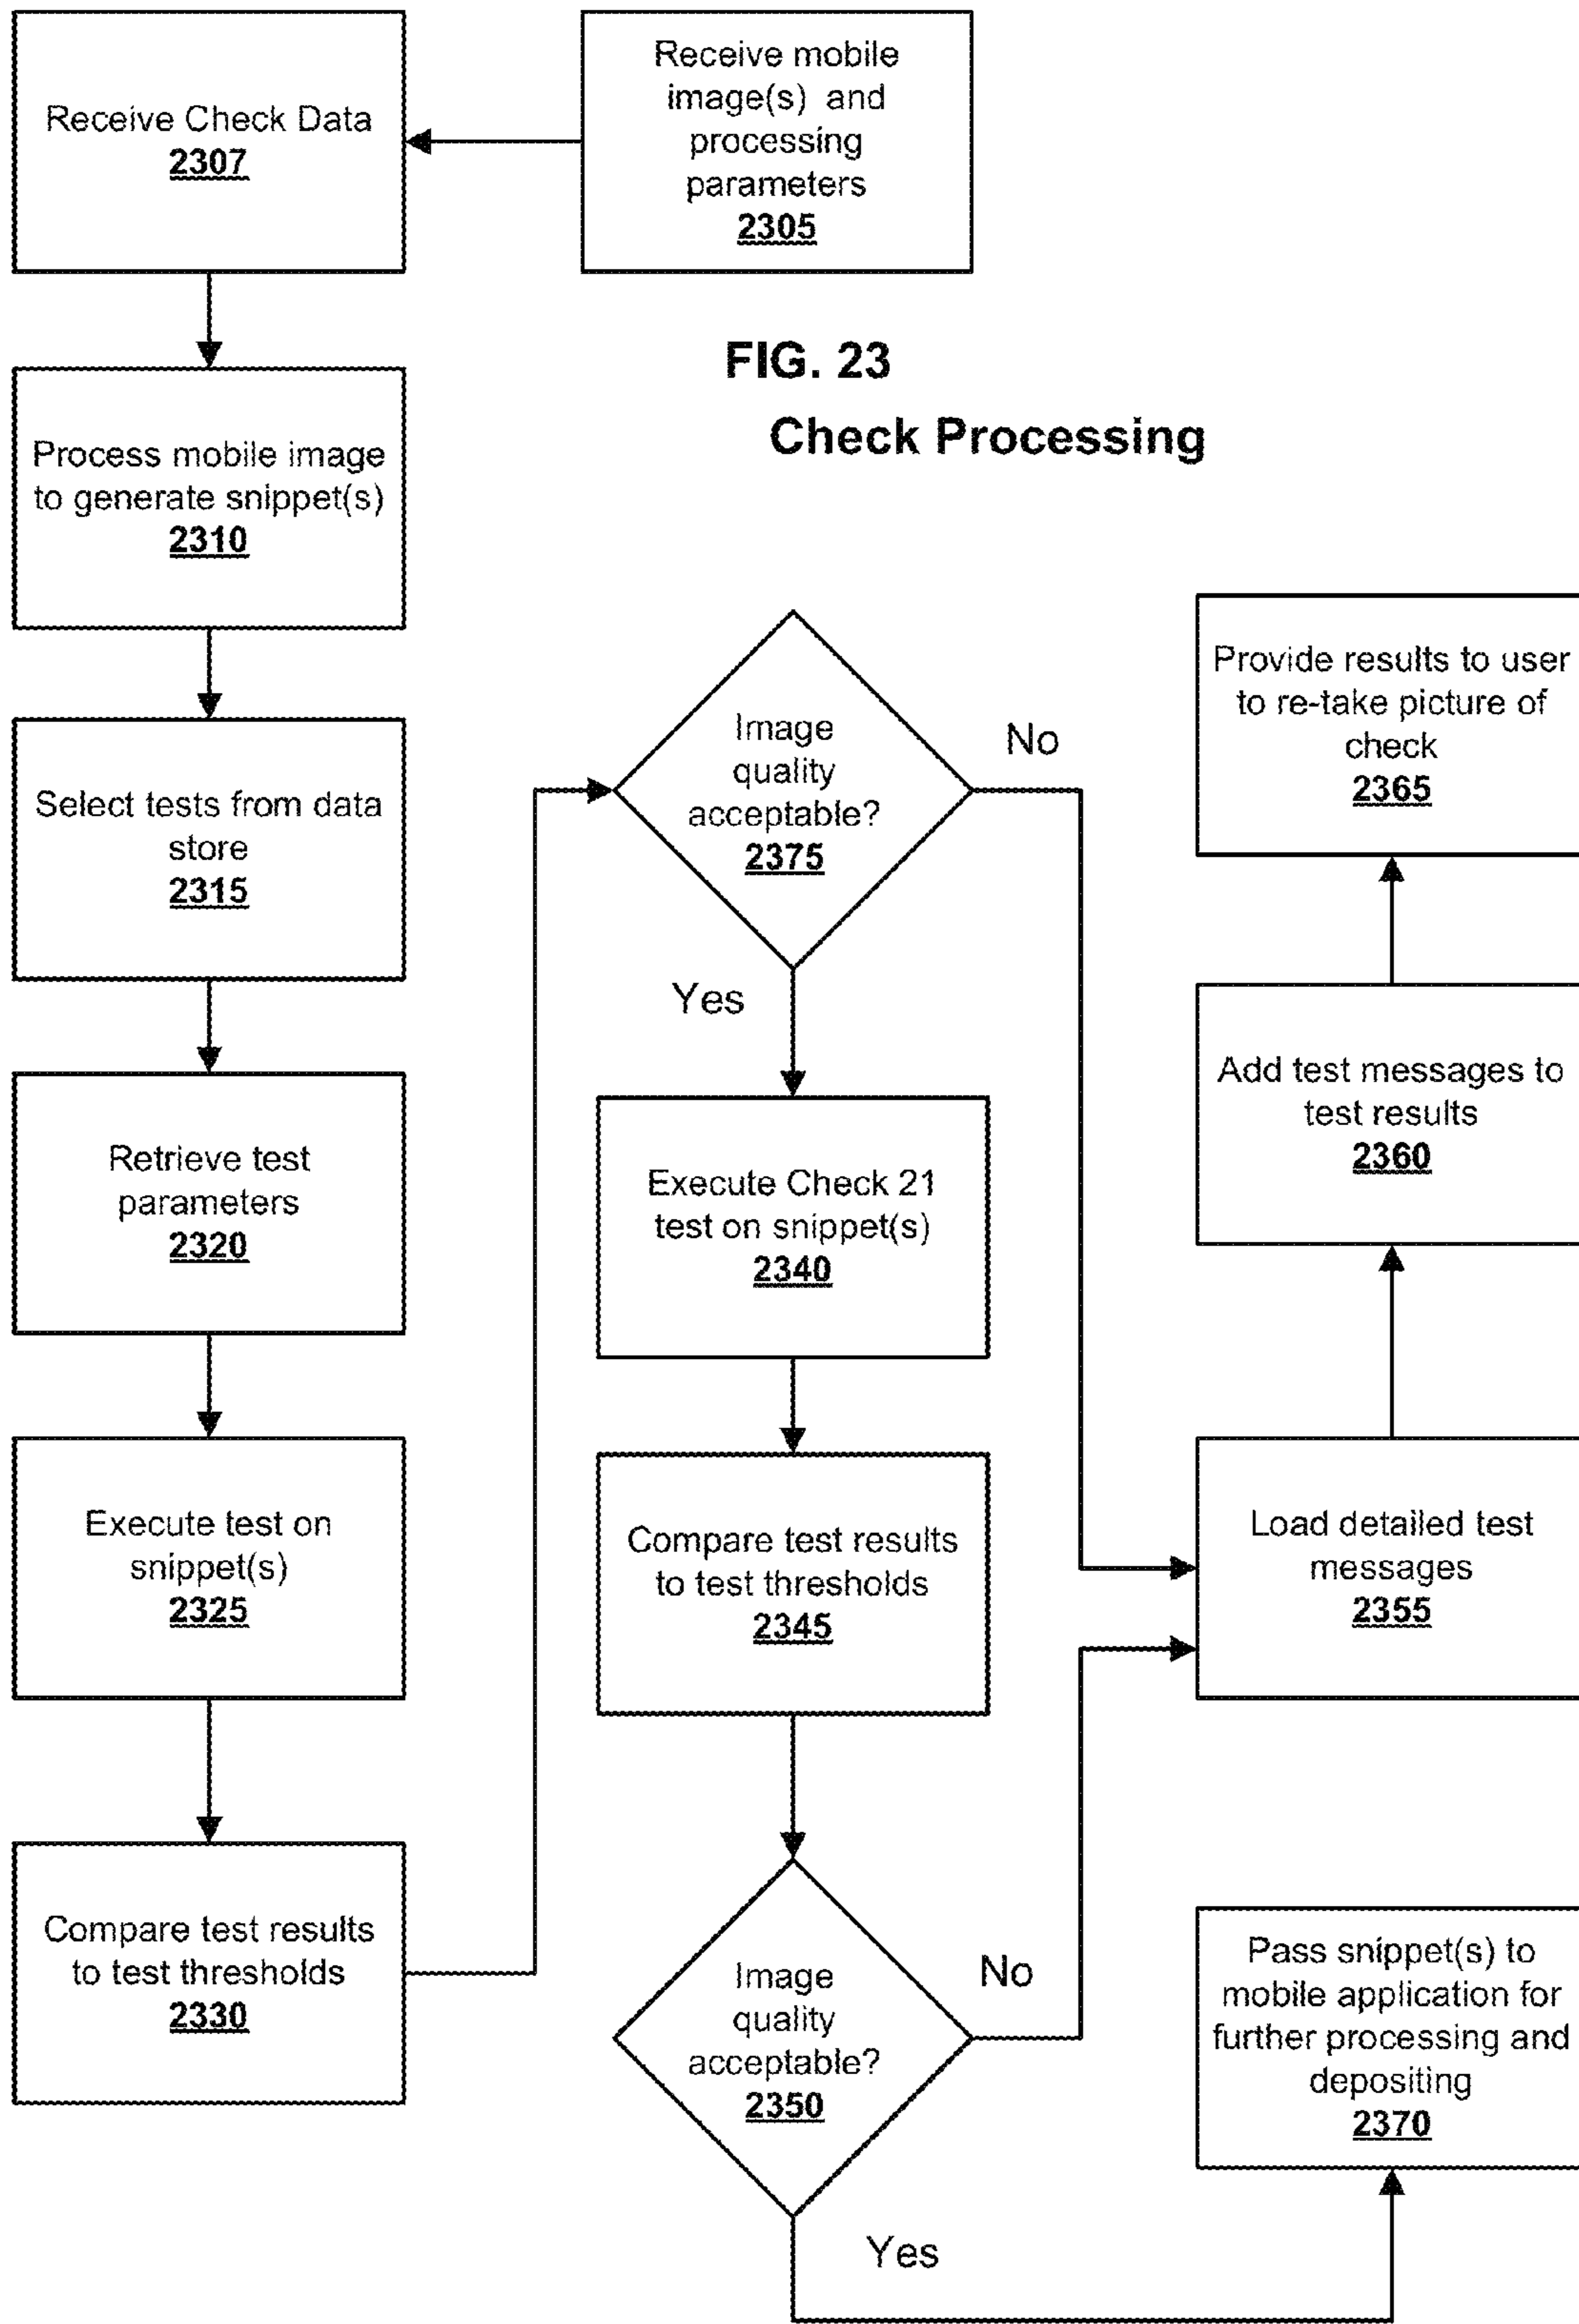 Receive Check Data
2307
Receive mobile
image(s) and
processing
parameters
2305
FIG. 23
Check Processing
Process mobile image
to generate snippet(s)
2310
Select tests from data
store
2315
Retrieve test
parameters
2320
Execute test on
snippet(s)
2325
Compare test results
to test thresholds
2330
Image
quality
acceptable?
2375
No
Yes
Execute Check 21
test on snippet(s)
2340
Compare test results
to test thresholds
2345
Image
quality
acceptable?
2350
No
Yes
Provide results to user
to re-take picture of
check
2365
Add test messages to
test results
2360
Load detailed test
messages
2355
Pass snippet(s) to
mobile application for
further processing and
depositing
2370